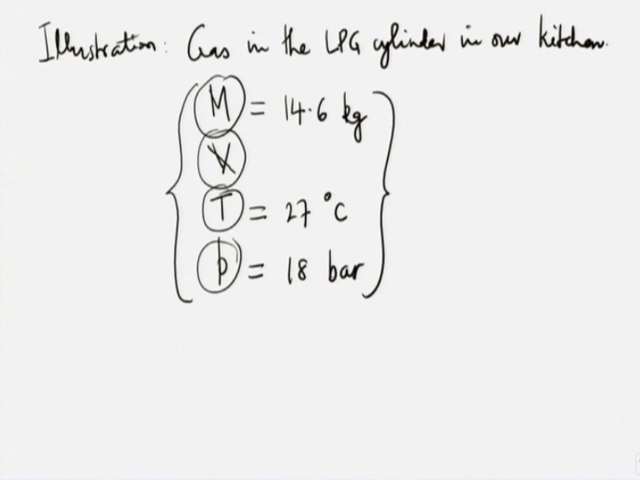 Illustration: Gas in the LPG cylinder in our kitchen.
M = 14.6 kg
V
T = 27 °C
p = 18 bar